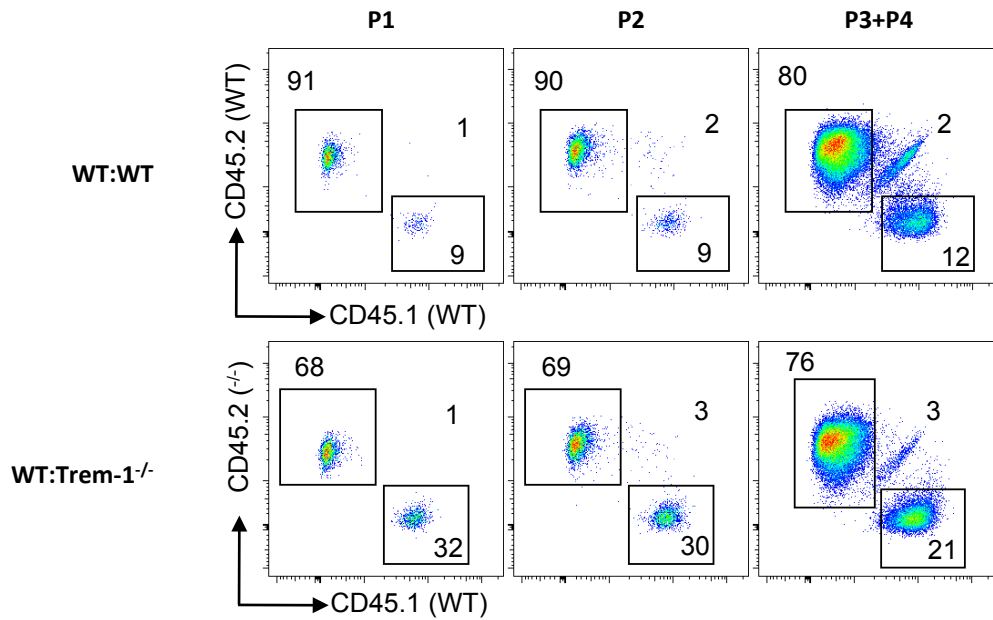 P1 P2 P3+P4
WT:WT
CD45.2 (WT)
91 1 9
90 2 9
80 2 12
CD45.1 (WT)
WT:Trem-1-/-
CD45.2 (-/-)
68 1 32
69 3 30
76 3 21
CD45.1 (WT)